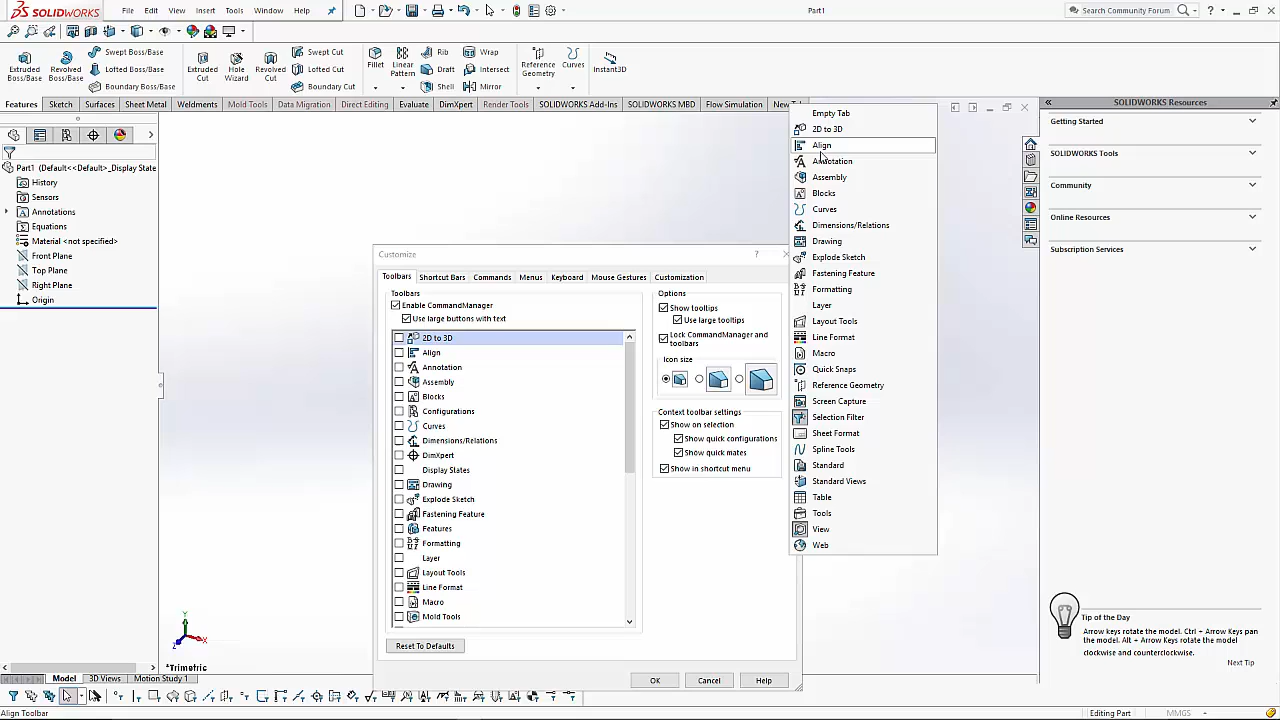 SOLIDWORKS
File
Edit
View
Insert
Tools
Window
Help
Part1
Search Community Forum
Extruded Boss/Base
Revolved Boss/Base
Swept Boss/Base
Lofted Boss/Base
Boundary Boss/Base
Extruded Cut
Hole Wizard
Revolved Cut
Swept Cut
Lofted Cut
Boundary Cut
Fillet
Linear Pattern
Rib
Draft
Shell
Wrap
Intersect
Mirror
Reference Geometry
Curves
Instant3D
Features
Sketch
Surfaces
Sheet Metal
Weldments
Mold Tools
Data Migration
Direct Editing
Evaluate
DimXpert
Render Tools
SOLIDWORKS Add-Ins
SOLIDWORKS MBD
Flow Simulation
Part1 (Default<<Default>_Display State
History
Sensors
Annotations
Equations
Material <not specified>
Front Plane
Top Plane
Right Plane
Origin
Customize
Toolbars
Shortcut Bars
Commands
Menus
Keyboard
Mouse Gestures
Customization
Toolbars
Enable CommandManager
Use large buttons with text
2D to 3D
Align
Annotation
Assembly
Blocks
Configurations
Curves
Dimensions/Relations
DimXpert
Display States
Drawing
Explode Sketch
Fastening Feature
Features
Formatting
Layer
Layout Tools
Line Format
Macro
Mold Tools
Options
Show tooltips
Use large tooltips
Lock CommandManager and
toolbars
Icon size
Context toolbar settings
Show on selection
Show quick configurations
Show quick mates
Show in shortcut menu
Reset To Defaults
OK
Cancel
Help
Empty Tab
2D to 3D
Align
Annotation
Assembly
Blocks
Curves
Dimensions/Relations
Drawing
Explode Sketch
Fastening Feature
Formatting
Layer
Layout Tools
Line Format
Macro
Quick Snaps
Reference Geometry
Screen Capture
Selection Filter
Sheet Format
Spline Tools
Standard
Standard Views
Table
Tools
View
Web
SOLIDWORKS Resources
Getting Started
SOLIDWORKS Tools
Community
Online Resources
Subscription Services
Tip of the Day
Arrow keys rotate the model. Ctrl + Arrow Keys pan
the model. Alt + Arrow Keys rotate the model
clockwise and counterclockwise.
Next Tip
Y
X
Z
*Trimetric
Model
3D Views
Motion Study 1
Align Toolbar
Editing Part
MMGS